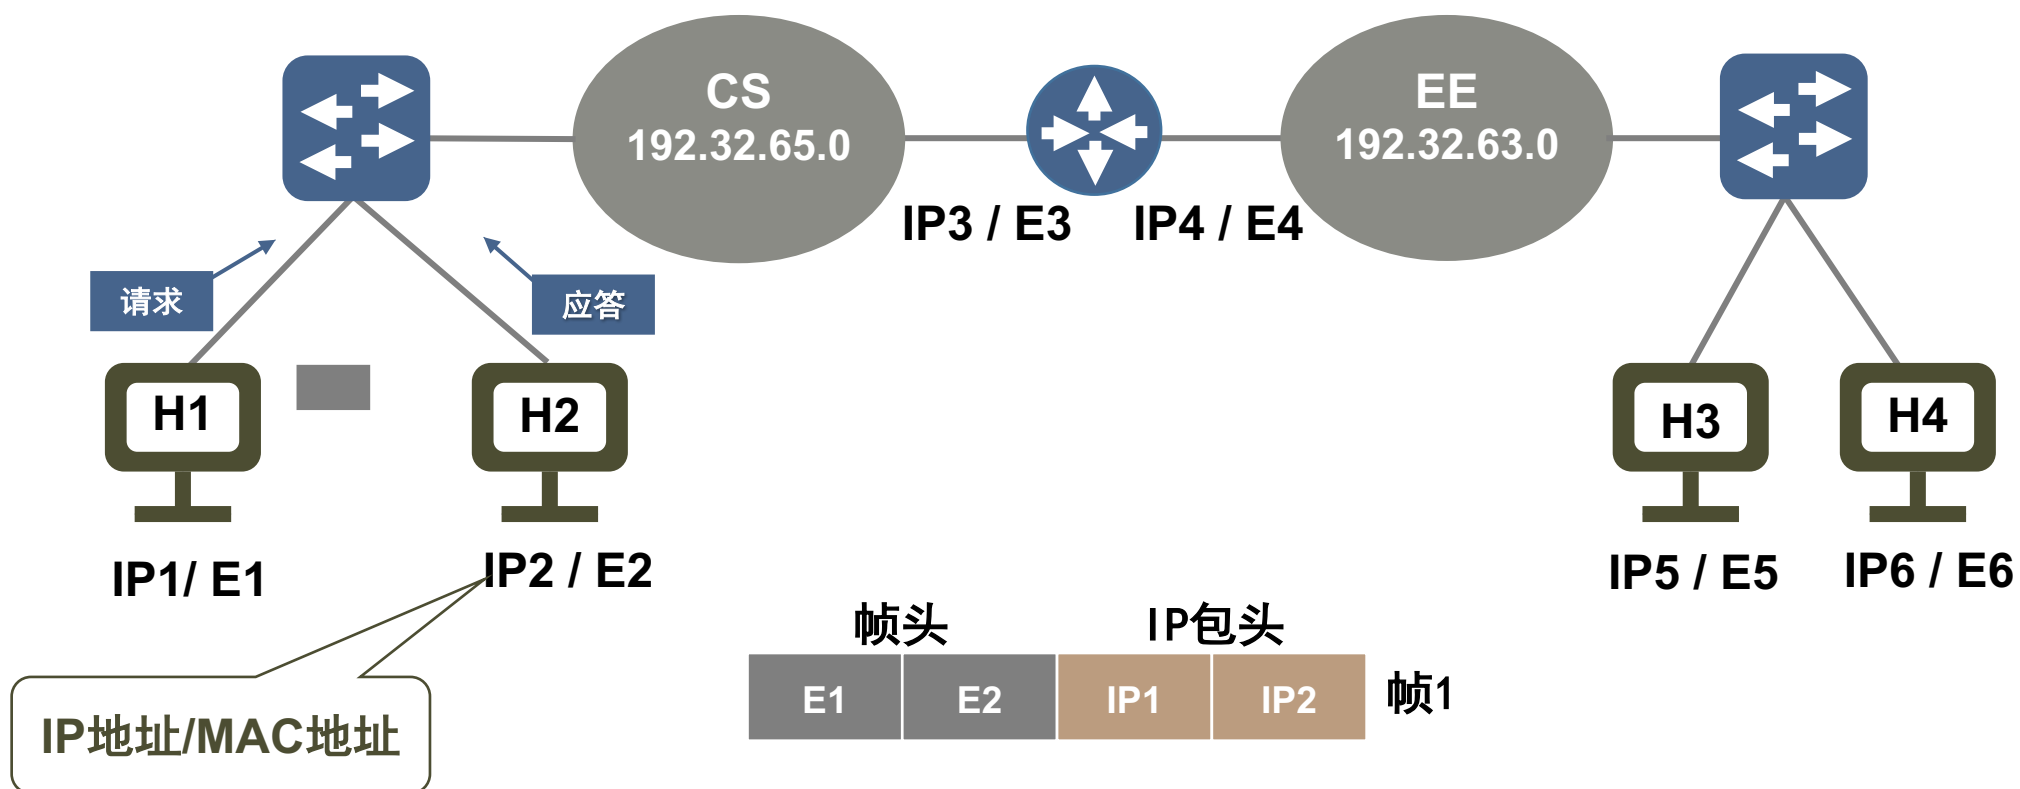 CS
192.32.65.0
EE
192.32.63.0
IP3 / E3
IP4 / E4
请求
应答
H1
H2
H3
H4
IP1/ E1
IP2 / E2
IP5 / E5
IP6 / E6
帧头
IP包头
E1
E2
IP1
IP2
帧1
IP地址/MAC地址